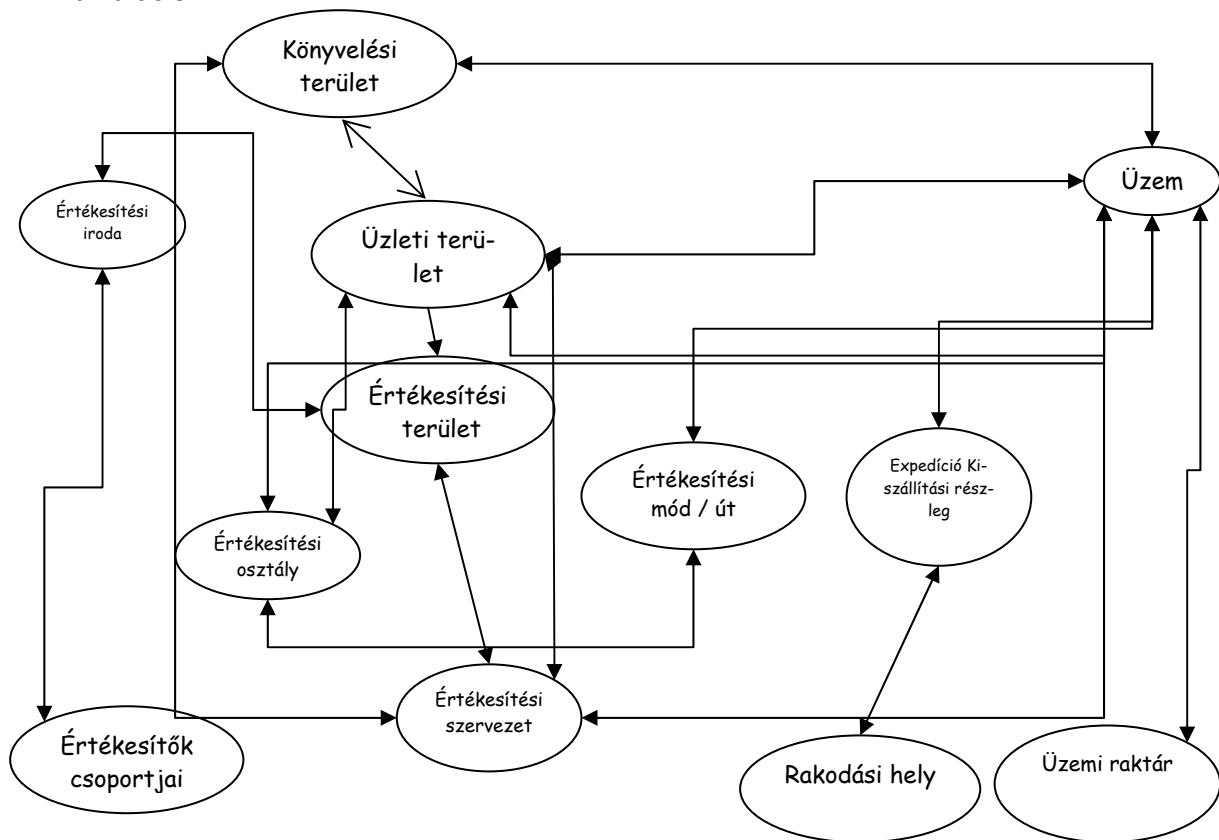 Könyvelési
terület
Üzem
Értékesítési
iroda
Üzleti terü-
let
Értékesítési
terület
Értékesítési
mód / út
Expedíció Ki-
szállítási rész-
leg
Értékesítési
osztály
Értékesítési
szervezet
Értékesítők
csoportjai
Rakodási hely
Üzemi raktár